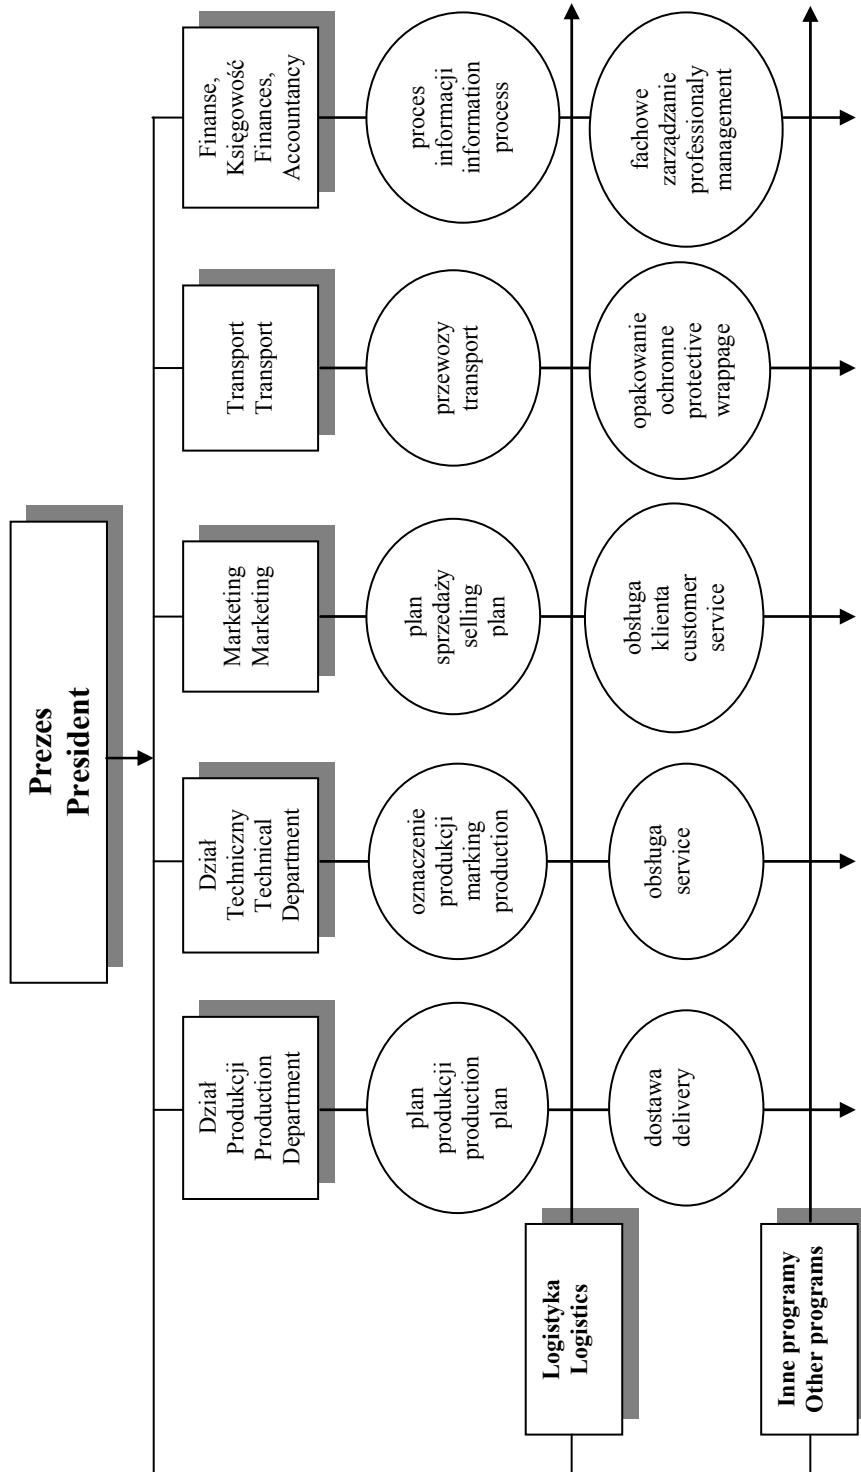 Prezes
President
Dział
Produkcji
Production
Department
Dział
Techniczny
Technical
Department
Marketing
Marketing
Transport
Transport
Finanse,
Księgowość
Finances,
Accountancy
plan
produkcji
production
plan
oznaczenie
produkcji
marking
production
plan
sprzedaży
selling
plan
przewozy
transport
proces
informacji
information
process
Logistyka
Logistics
dostawa
delivery
obsługa
service
obsługa
klienta
customer
service
opakowanie
ochronne
protective
wrappage
fachowe
zarządzanie
professionaly
management
Inne programy
Other programs